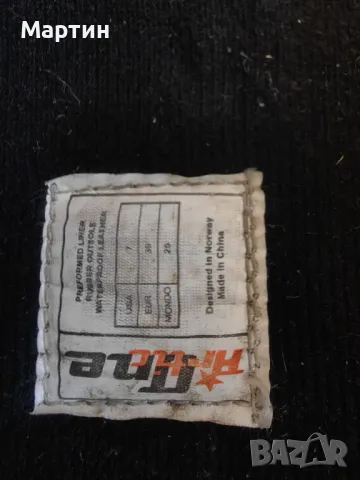 Мартин
PREFORMED LINER
RUBBER OUTSOLE
WATERPROOF LEATHER
USA 7
EUR 39
MONDO 25
Designed in Norway
Made in China
BAZAR